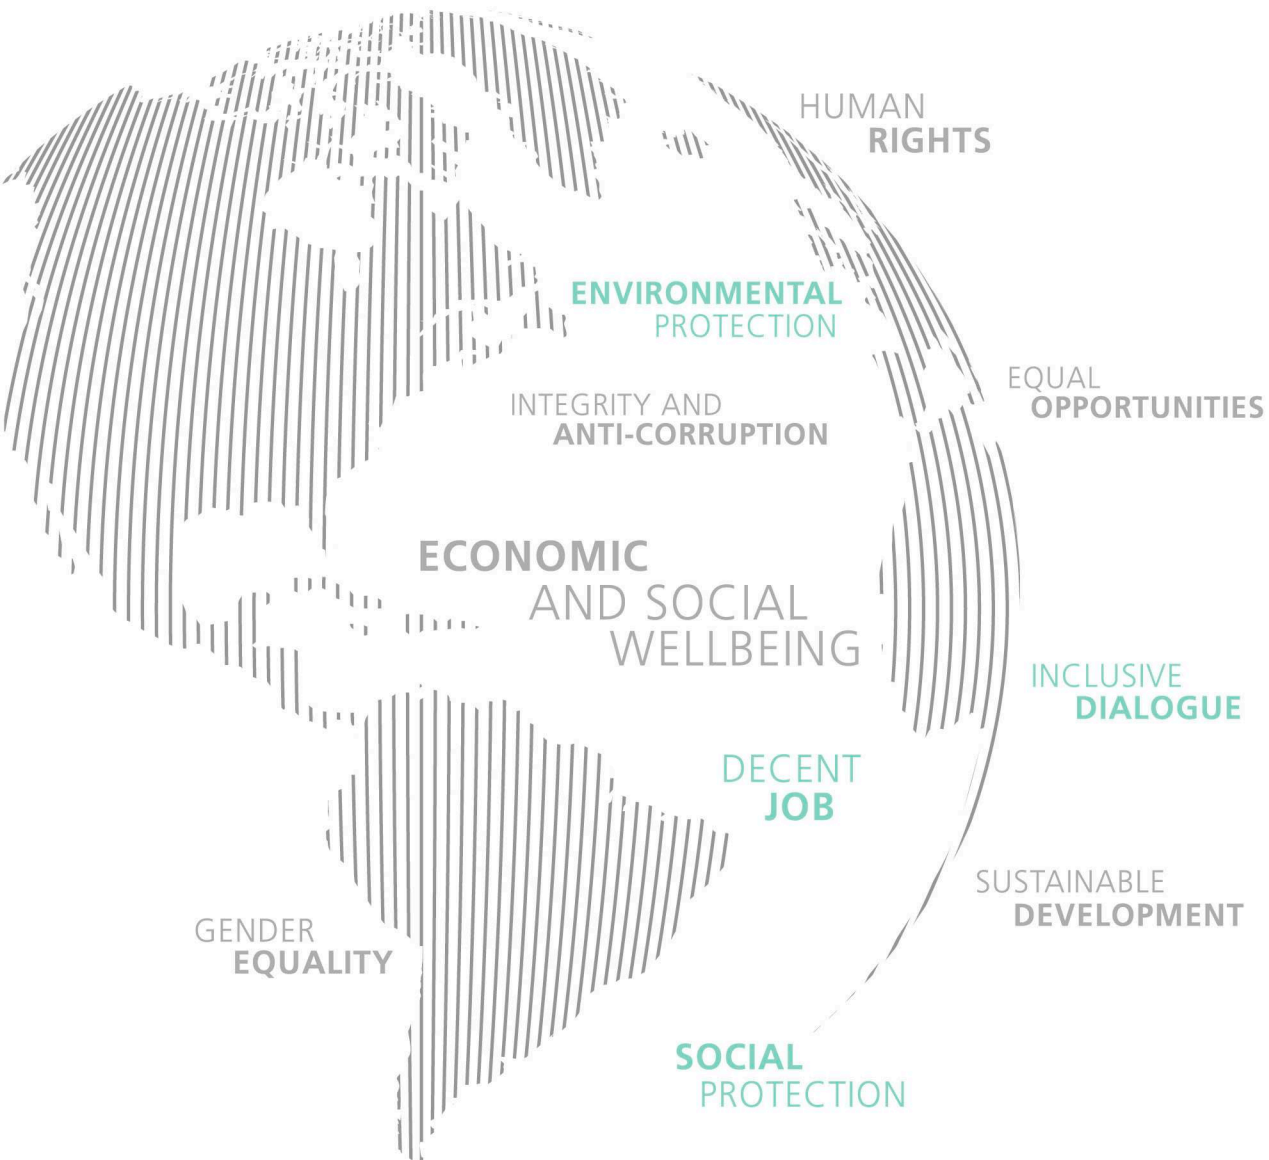 HUMAN
RIGHTS
ENVIRONMENTAL
PROTECTION
EQUAL
OPPORTUNITIES
INTEGRITY AND
ANTI-CORRUPTION
ECONOMIC
AND SOCIAL
WELLBEING
INCLUSIVE
DIALOGUE
DECENT
JOB
SUSTAINABLE
DEVELOPMENT
GENDER
EQUALITY
SOCIAL
PROTECTION